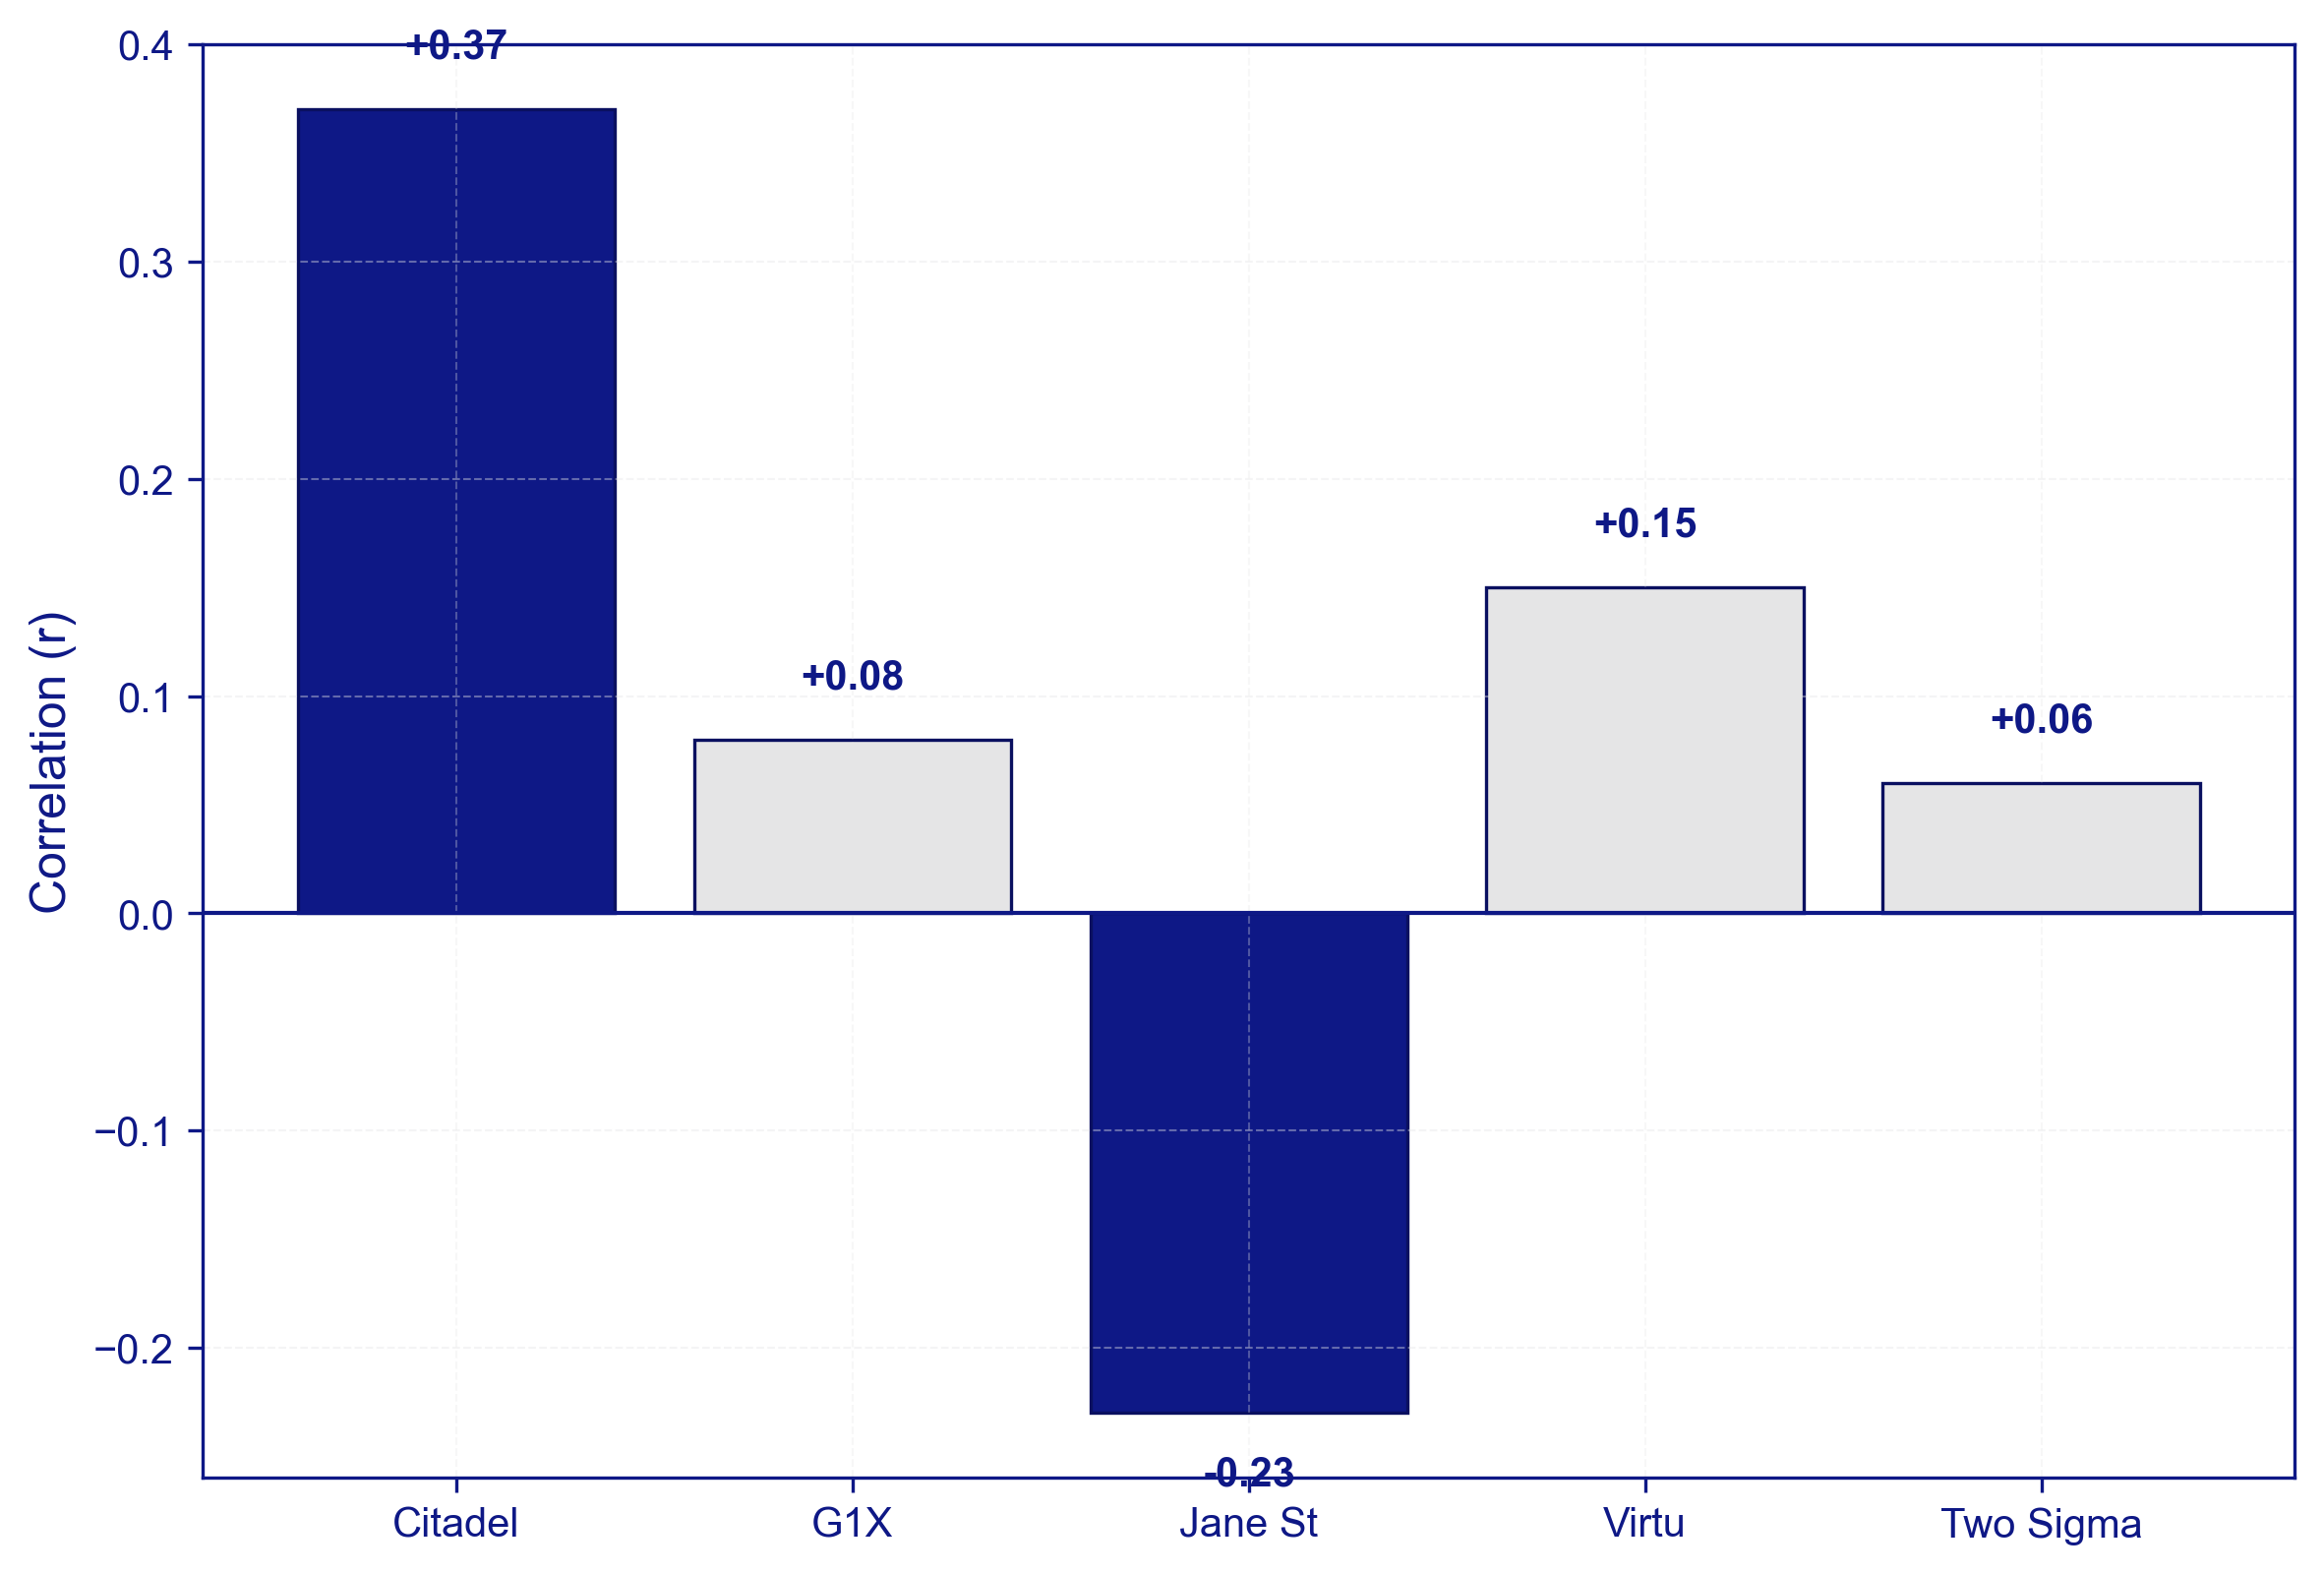 Correlation (r)
0.4
0.3
0.2
0.1
0.0
−0.1
−0.2
+0.37
+0.08
-0.23
+0.15
+0.06
Citadel
G1X
Jane St
Virtu
Two Sigma